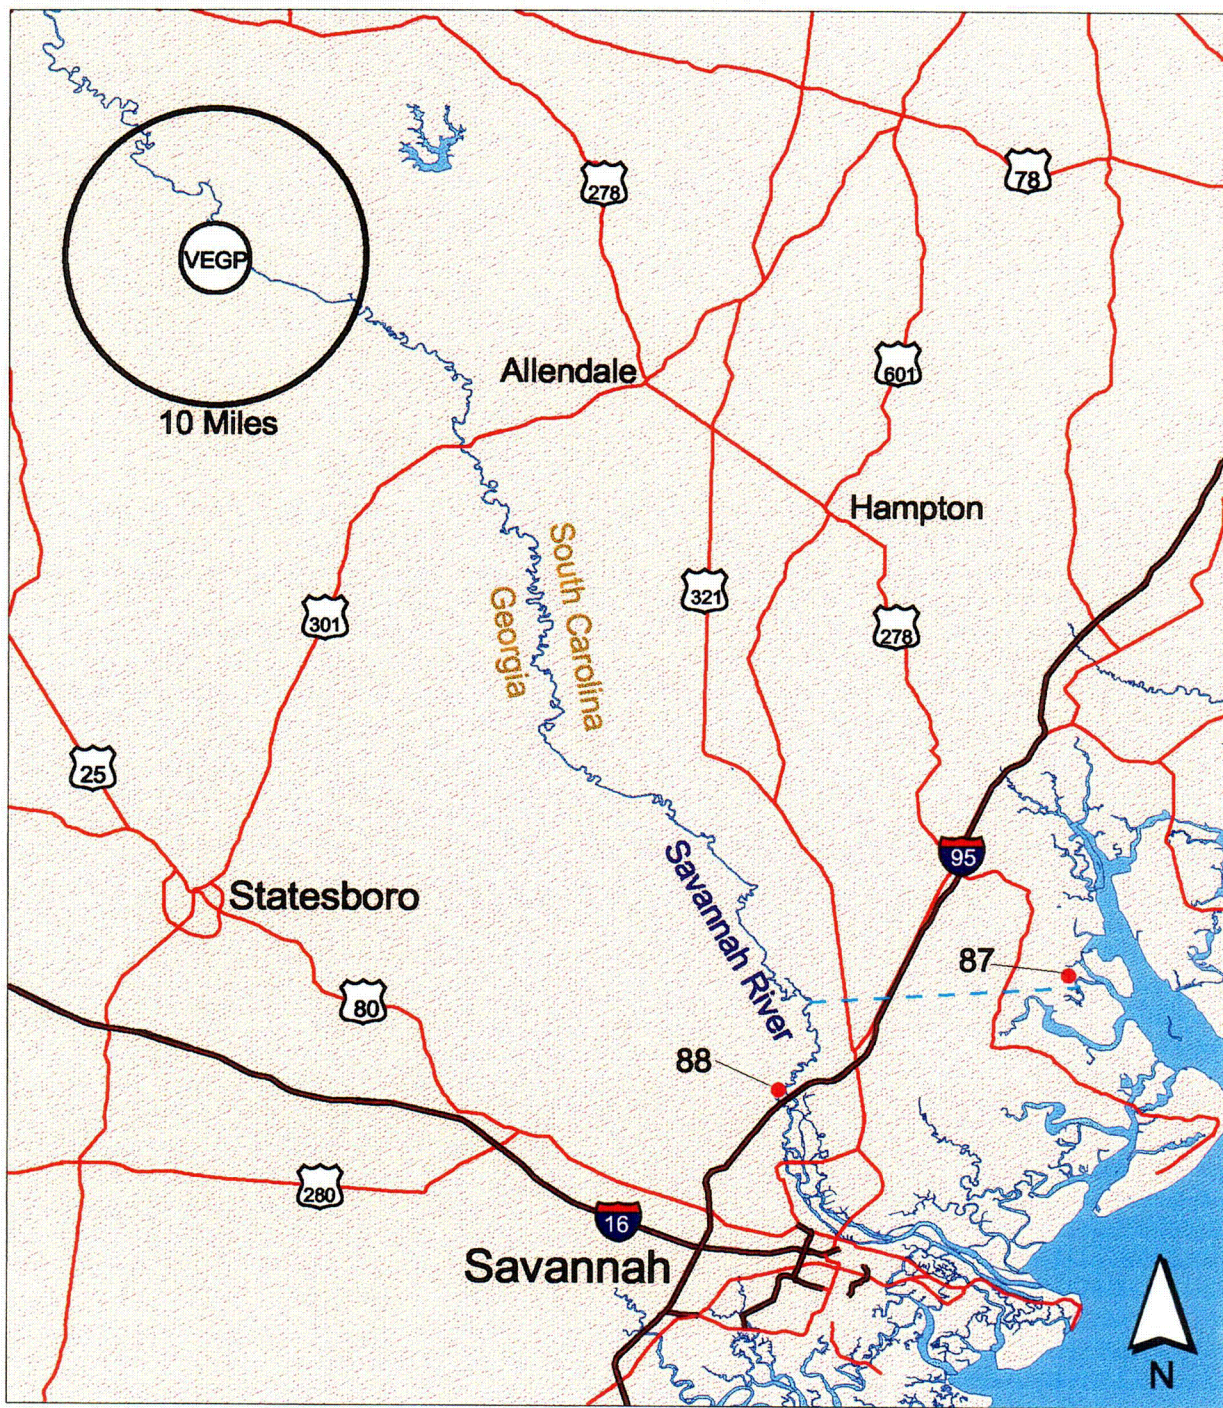 278
78
VEGP
Allendale
601
10 Miles
Hampton
South Carolina
Georgia
321
301
278
25
95
Savannah River
Statesboro
87
80
88
280
16
Savannah
N